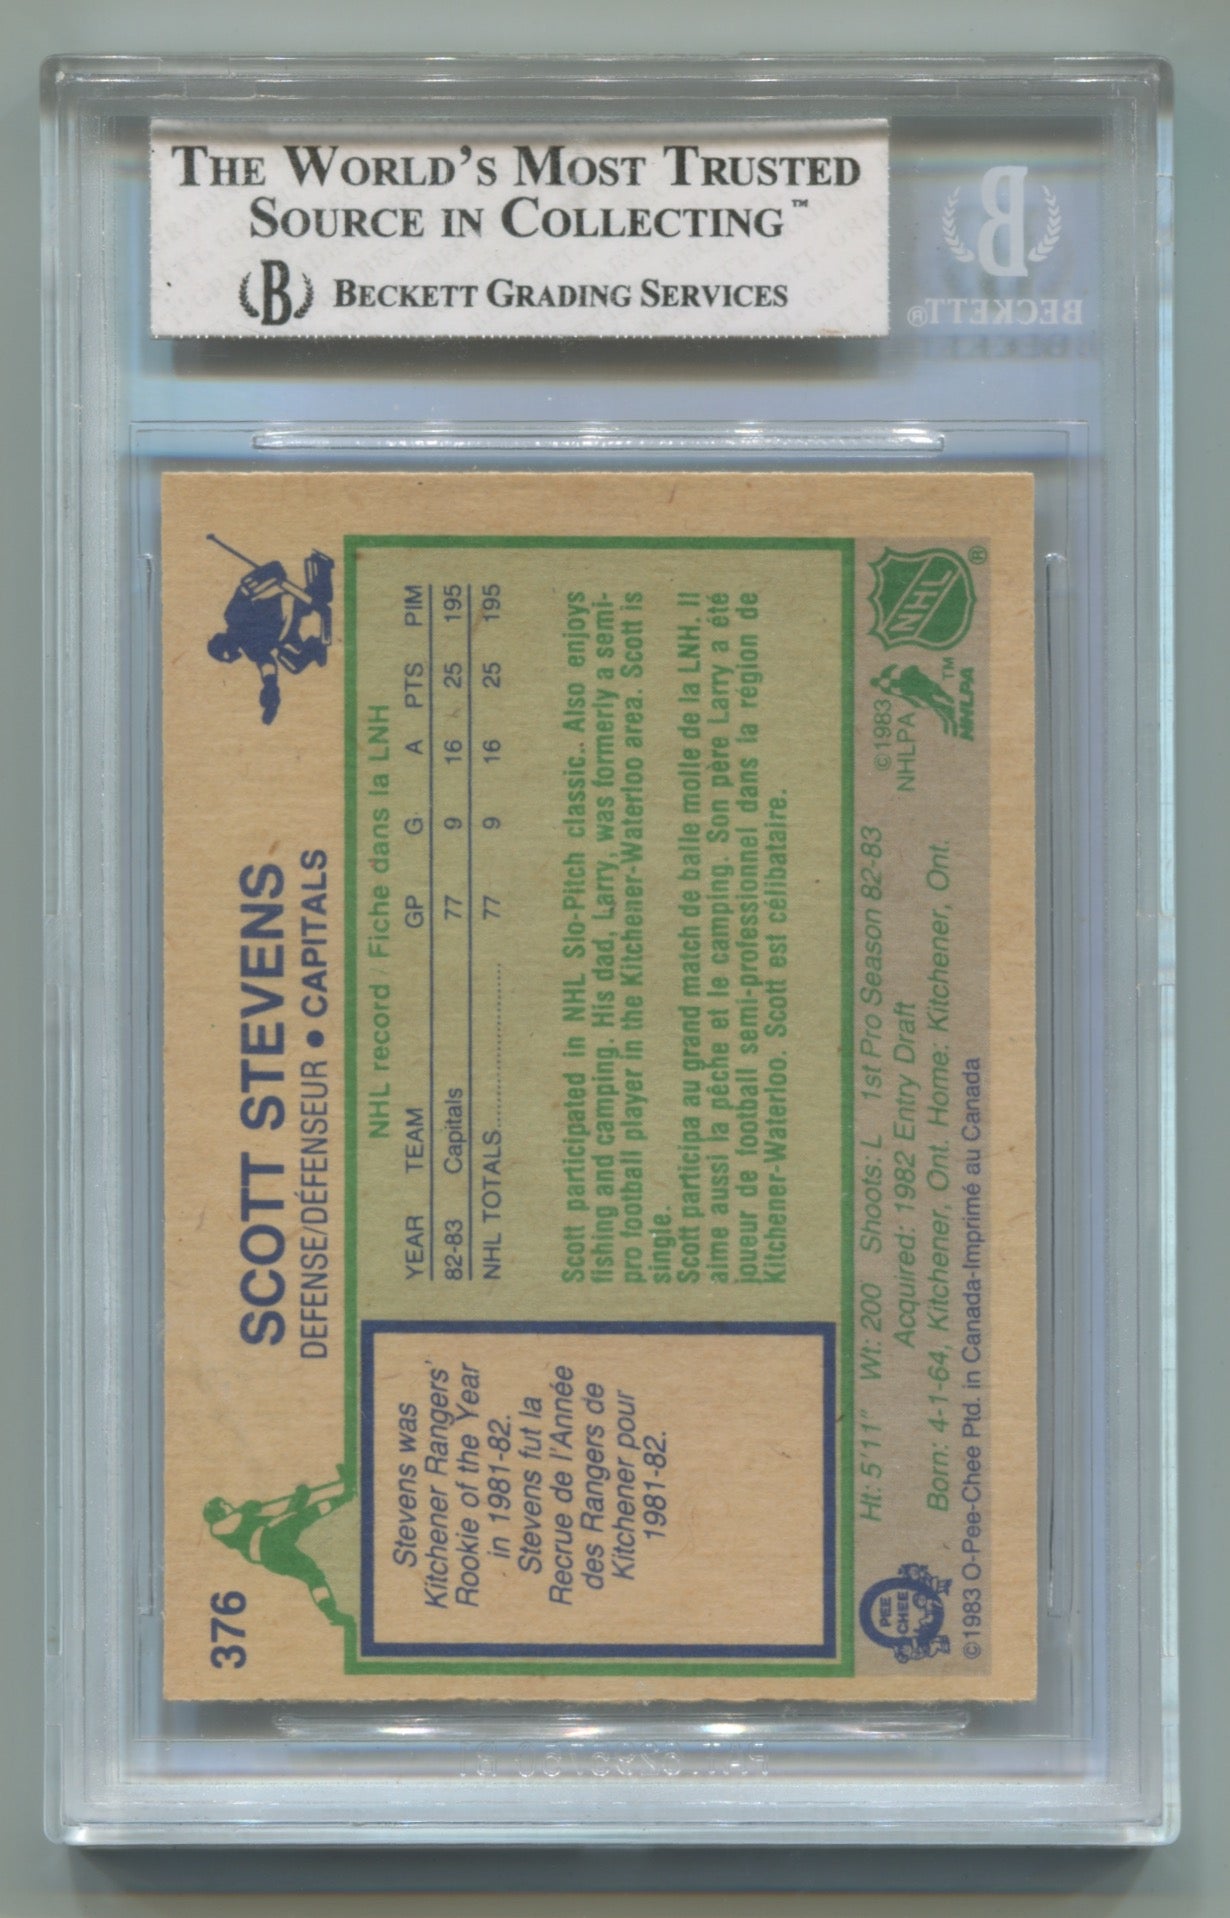 THE WORLD'S MOST TRUSTED
SOURCE IN COLLECTING™
B BECKETT GRADING SERVICES
B
BECKETT®
376
SCOTT STEVENS
DEFENSE/DÉFENSEUR • CAPITALS
Stevens was
Kitchener Rangers'
Rookie of the Year
in 1981-82.
Stevens fut la
Recrue de l'Année
des Rangers de
Kitchener pour
1981-82.
NHL record / Fiche dans la LNH
YEAR TEAM GP G A PTS PIM
82-83 Capitals 77 9 16 25 195
NHL TOTALS.......................... 77 9 16 25 195
Scott participated in NHL Slo-Pitch classic. Also enjoys
fishing and camping. His dad, Larry, was formerly a semi-
pro football player in the Kitchener-Waterloo area. Scott is
single.
Scott participa au grand match de balle molle de la LNH. Il
aime aussi la pêche et le camping. Son père Larry a été
joueur de football semi-professionnel dans la région de
Kitchener-Waterloo. Scott est célibataire.
Ht: 5'11" Wt: 200 Shoots: L 1st Pro Season 82-83
Acquired: 1982 Entry Draft
Born: 4-1-64, Kitchener, Ont. Home: Kitchener, Ont.
©1983 O-Pee-Chee Ptd. in Canada-Imprimé au Canada
O PEE CHEE
©1983
NHLPA
NHLPA™
NHL®